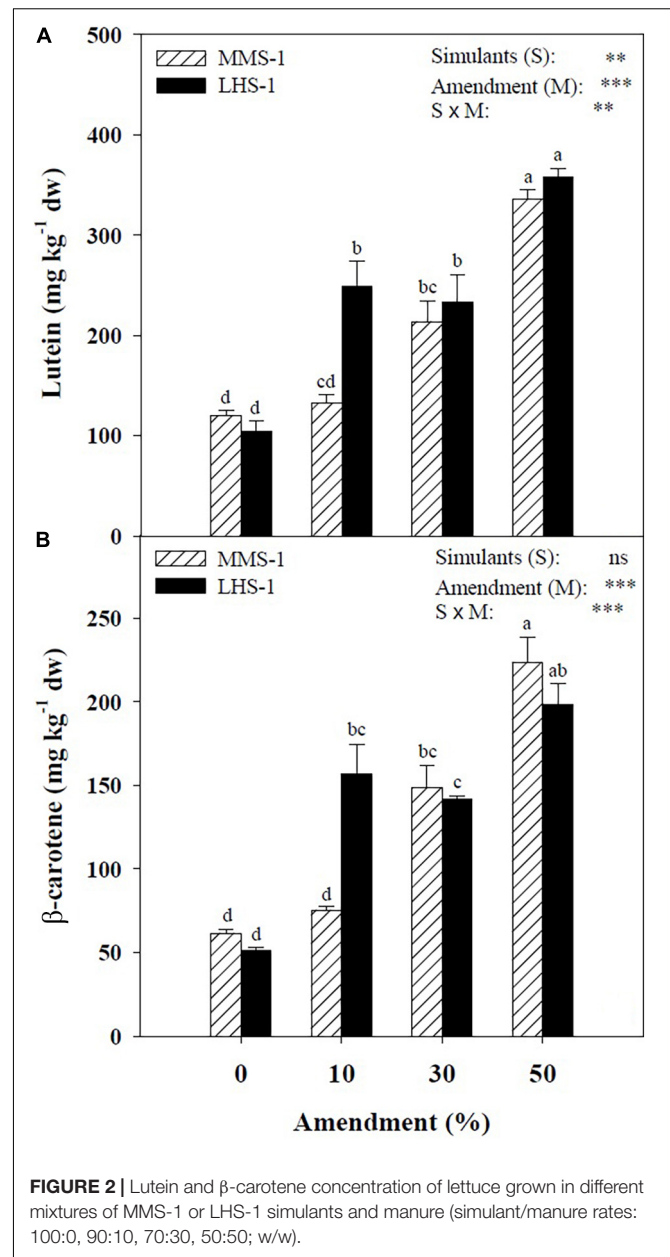 A
500
MMS-1
LHS-1
Simulants (S): **
Amendment (M): ***
S x M: **
400
300
200
100
0
Lutein (mg kg-1 dw)
d
d
cd
b
bc
b
a
a
B
MMS-1
LHS-1
Simulants (S): ns
Amendment (M): ***
S x M: ***
250
200
150
100
50
0
β-carotene (mg kg-1 dw)
d
d
d
bc
bc
c
a
ab
0 10 30 50
Amendment (%)
FIGURE 2 | Lutein and β-carotene concentration of lettuce grown in different
mixtures of MMS-1 or LHS-1 simulants and manure (simulant/manure rates:
100:0, 90:10, 70:30, 50:50; w/w).